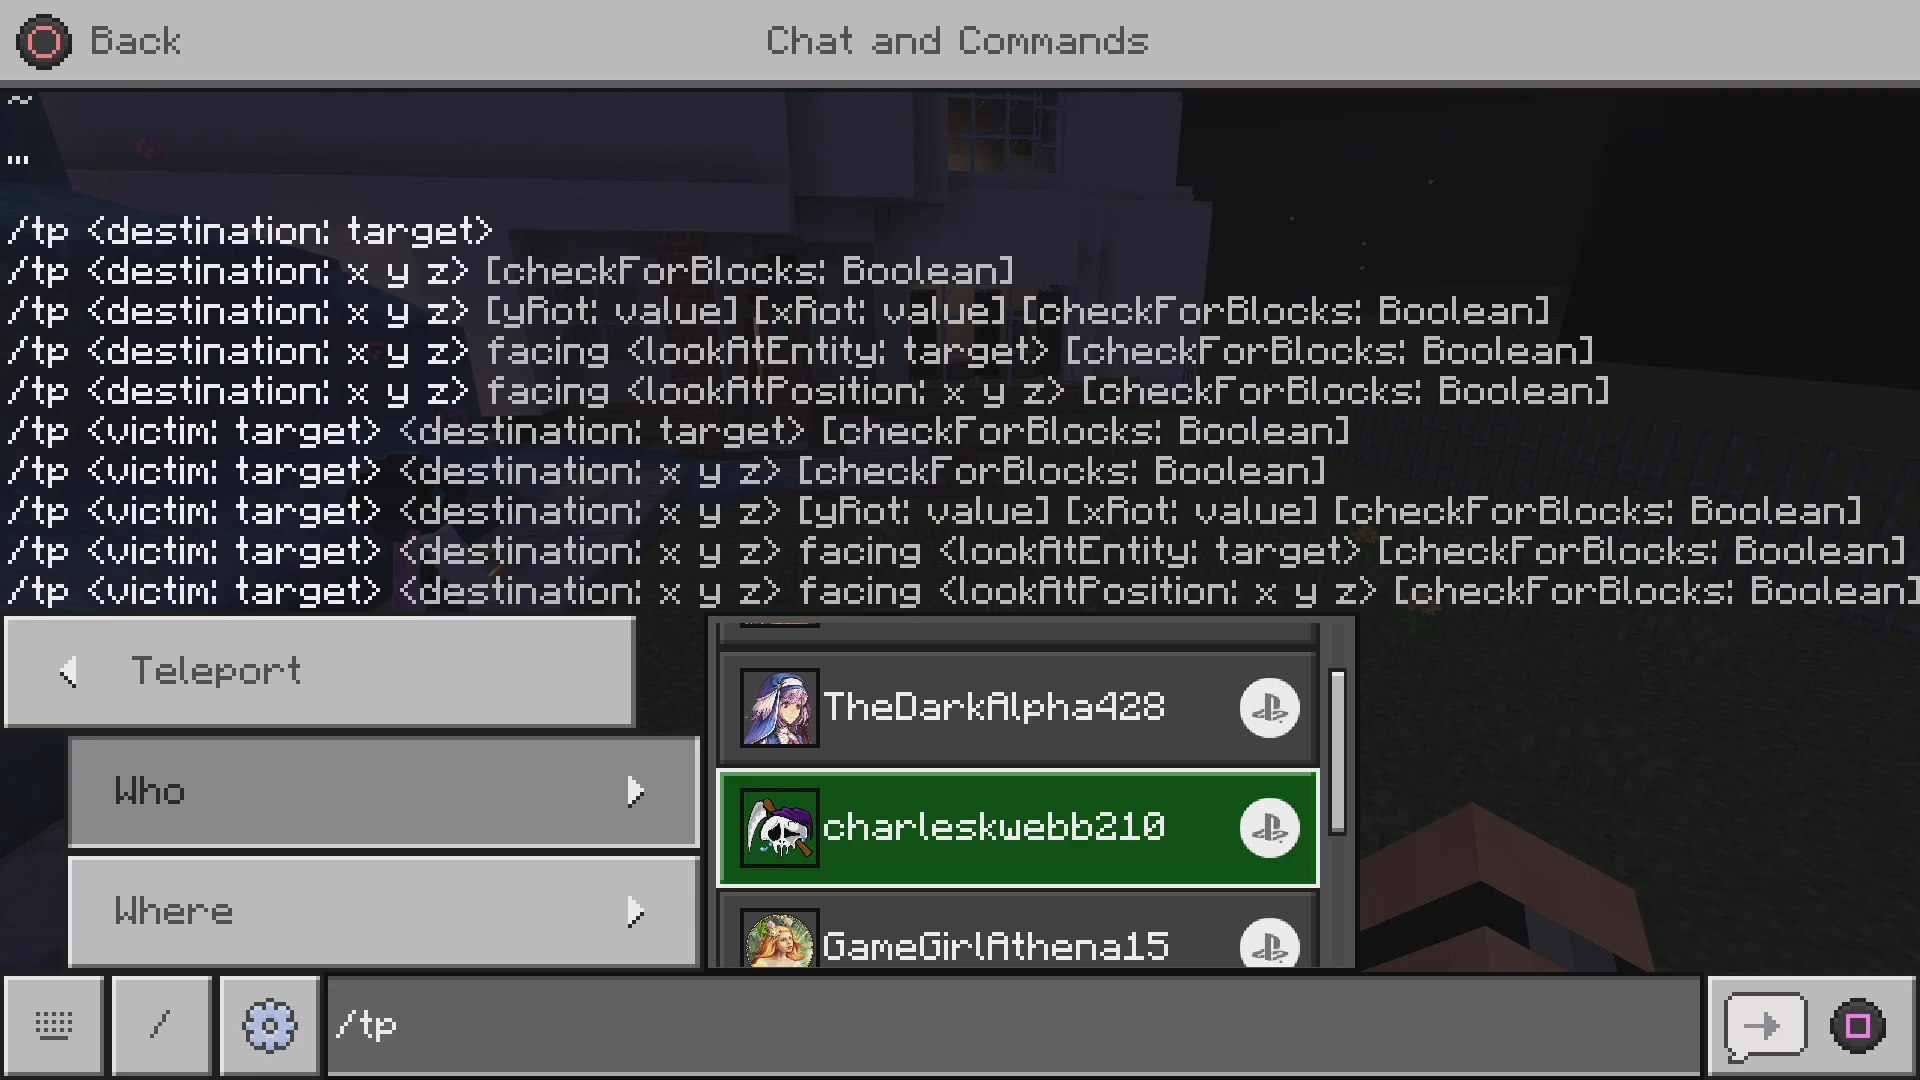 Back
Chat and Commands
~
...
/tp <destination: target>
/tp <destination: x y z> [checkForBlocks: Boolean]
/tp <destination: x y z> [yRot: value] [xRot: value] [checkForBlocks: Boolean]
/tp <destination: x y z> facing <lookAtEntity: target> [checkForBlocks: Boolean]
/tp <destination: x y z> facing <lookAtPosition: x y z> [checkForBlocks: Boolean]
/tp <victim: target> <destination: target> [checkForBlocks: Boolean]
/tp <victim: target> <destination: x y z> [checkForBlocks: Boolean]
/tp <victim: target> <destination: x y z> [yRot: value] [xRot: value] [checkForBlocks: Boolean]
/tp <victim: target> <destination: x y z> facing <lookAtEntity: target> [checkForBlocks: Boolean]
/tp <victim: target> <destination: x y z> facing <lookAtPosition: x y z> [checkForBlocks: Boolean]
Teleport
Who
Where
TheDarkAlpha428
charleskwebb210
GameGirlAthena15
/
/tp